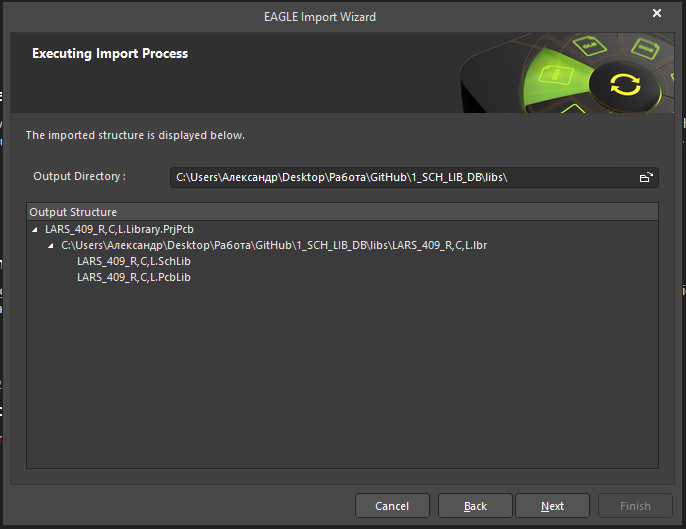 EAGLE Import Wizard
Executing Import Process
The imported structure is displayed below.
Output Directory :
C:\Users\Александр\Desktop\Работа\GitHub\1_SCH_LIB_DB\libs\
Output Structure
LARS_409_R,C,L.Library.PrjPcb
C:\Users\Александр\Desktop\Работа\GitHub\1_SCH_LIB_DB\libs\LARS_409_R,C,L.lbr
LARS_409_R,C,L.SchLib
LARS_409_R,C,L.PcbLib
Cancel
Back
Next
Finish